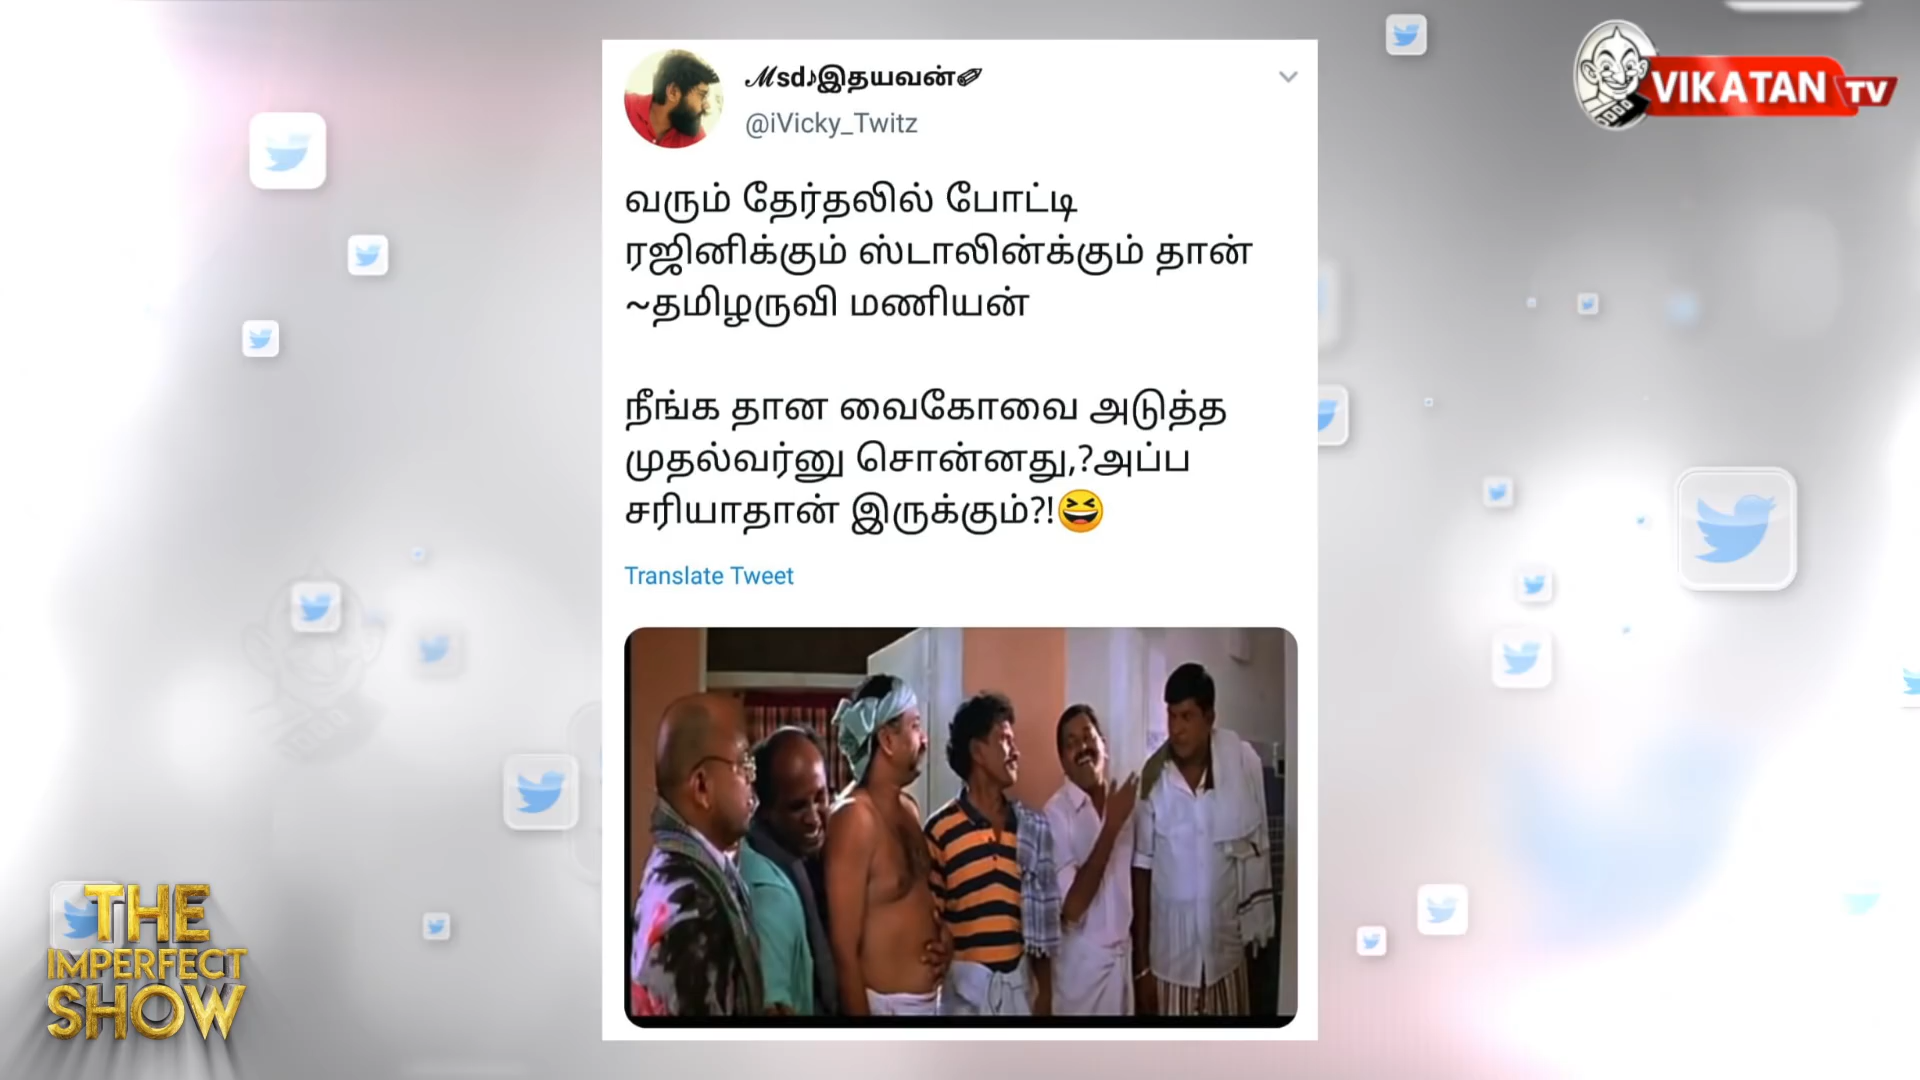 𝓜sd♪இதயவன்✐
@iVicky_Twitz
வரும் தேர்தலில் போட்டி
ரஜினிக்கும் ஸ்டாலின்க்கும் தான்
~தமிழருவி மணியன்
நீங்க தான வைகோவை அடுத்த
முதல்வர்னு சொன்னது,?அப்ப
சரியாதான் இருக்கும்?!😆
Translate Tweet
VIKATAN TV
THE
IMPERFECT
SHOW